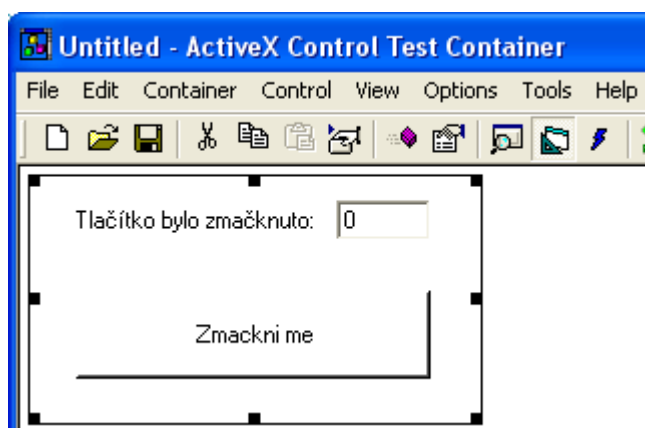 Untitled - ActiveX Control Test Container
File Edit Container Control View Options Tools Help
Tlačítko bylo zmačknuto: 0
Zmackni me